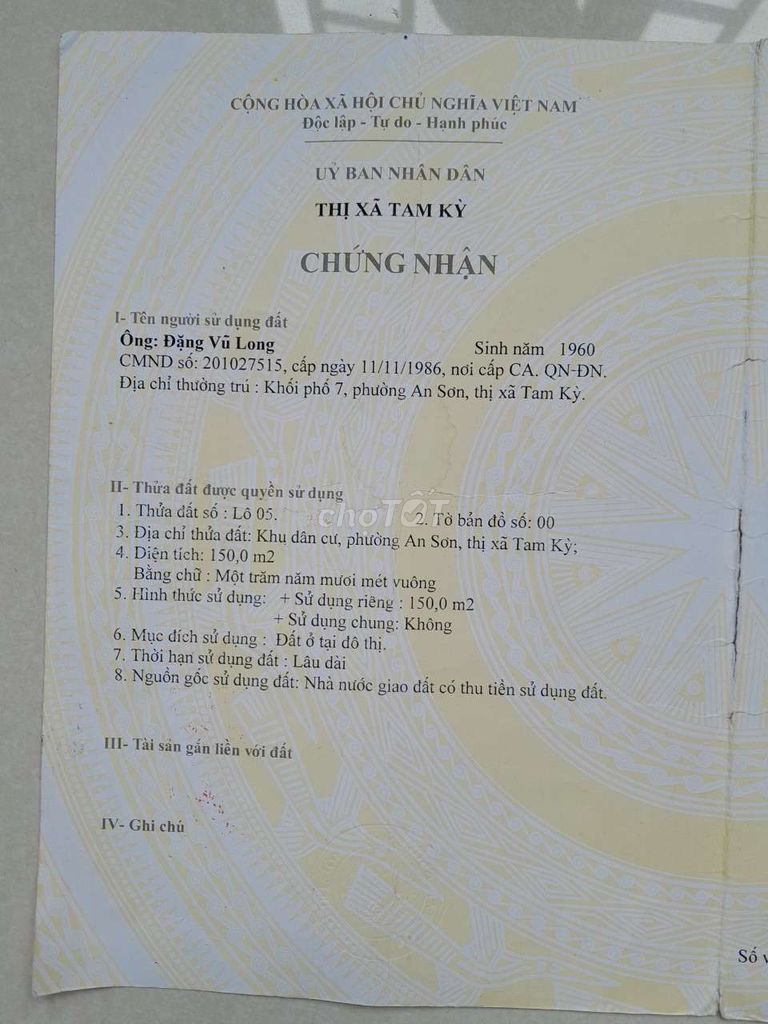 CỘNG HÒA XÃ HỘI CHỦ NGHĨA VIỆT NAM
Độc lập - Tự do - Hạnh phúc
UỶ BAN NHÂN DÂN
THỊ XÃ TAM KỲ
CHỨNG NHẬN
I- Tên người sử dụng đất
Ông: Đặng Vũ Long Sinh năm 1960
CMND số: 201027515, cấp ngày 11/11/1986, nơi cấp CA. QN-ĐN.
Địa chỉ thường trú : Khối phố 7, phường An Sơn, thị xã Tam Kỳ.
II- Thửa đất được quyền sử dụng
1. Thửa đất số : Lô 05. 2. Tờ bản đồ số: 00
choTỐT
3. Địa chỉ thửa đất: Khu dân cư, phường An Sơn, thị xã Tam Kỳ;
4. Diện tích: 150,0 m2
Bằng chữ : Một trăm năm mươi mét vuông
5. Hình thức sử dụng: + Sử dụng riêng : 150,0 m2
+ Sử dụng chung: Không
6. Mục đích sử dụng : Đất ở tại đô thị.
7. Thời hạn sử dụng đất : Lâu dài
8. Nguồn gốc sử dụng đất: Nhà nước giao đất có thu tiền sử dụng đất.
III- Tài sản gắn liền với đất
IV- Ghi chú
Số